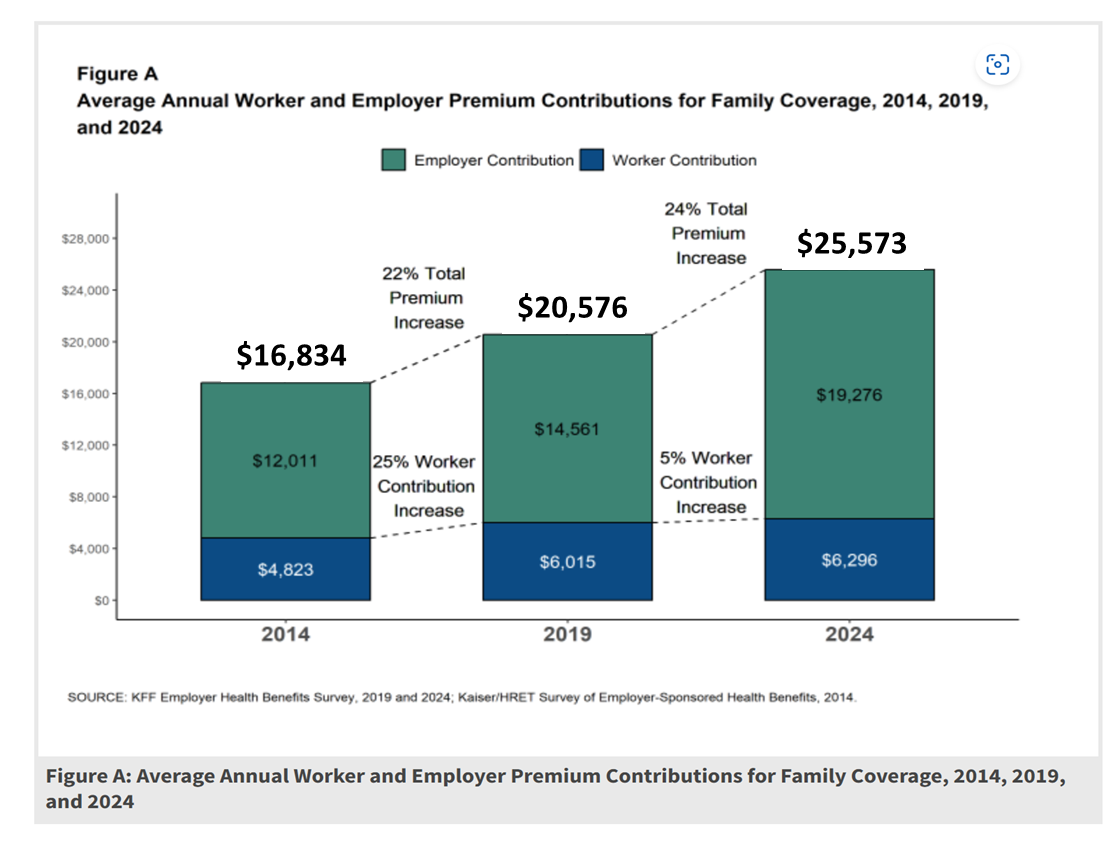 Figure A
Average Annual Worker and Employer Premium Contributions for Family Coverage, 2014, 2019,
and 2024
Employer Contribution
Worker Contribution
$28,000
$24,000
$20,000
$16,000
$12,000
$8,000
$4,000
$0
$16,834
$12,011
$4,823
22% Total
Premium
Increase
25% Worker
Contribution
Increase
$20,576
$14,561
$6,015
24% Total
Premium
Increase
5% Worker
Contribution
Increase
$25,573
$19,276
$6,296
2014
2019
2024
SOURCE: KFF Employer Health Benefits Survey, 2019 and 2024; Kaiser/HRET Survey of Employer-Sponsored Health Benefits, 2014.
Figure A: Average Annual Worker and Employer Premium Contributions for Family Coverage, 2014, 2019,
and 2024